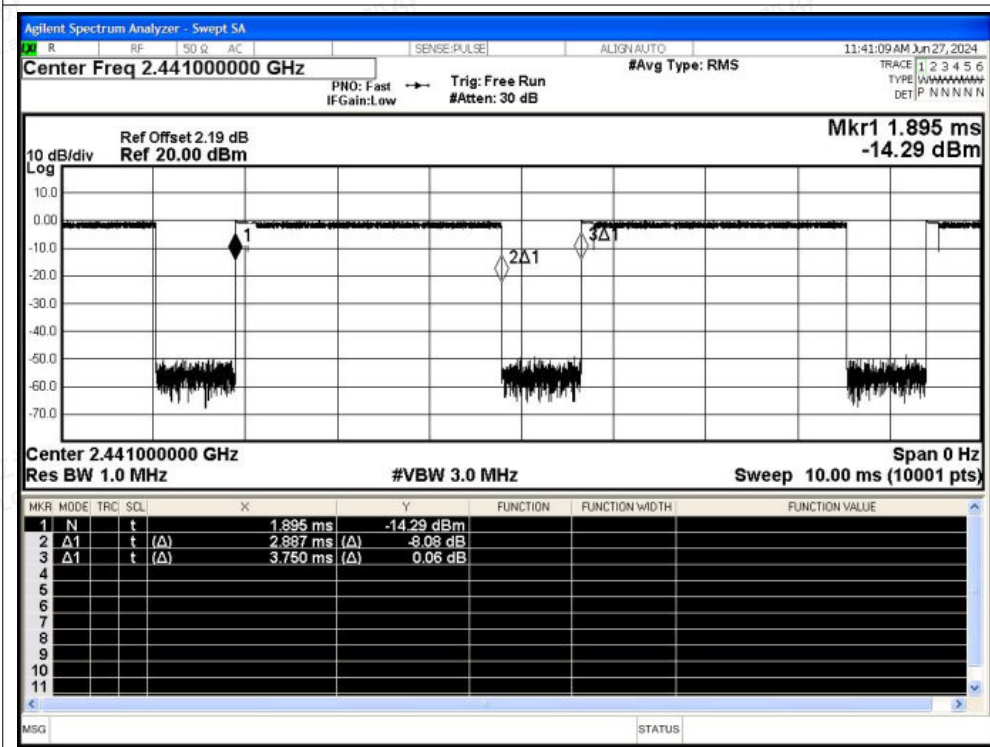 Agilent Spectrum Analyzer - Swept SA
R RF 50 Ω AC SENSE:PULSE ALIGN AUTO 11:41:09 AM Jun 27, 2024
Center Freq 2.441000000 GHz #Avg Type: RMS TRACE 1 2 3 4 5 6
PNO: Fast Trig: Free Run TYPE
IFGain:Low #Atten: 30 dB DET P N N N N N
Mkr1 1.895 ms
Ref Offset 2.19 dB
10 dB/div Ref 20.00 dBm -14.29 dBm
Log
10.0
0.00
1 3Δ1
-10.0
2Δ1
-20.0
-30.0
-40.0
-50.0
-60.0
-70.0
Center 2.441000000 GHz Span 0 Hz
Res BW 1.0 MHz #VBW 3.0 MHz Sweep 10.00 ms (10001 pts)
MKR MODE TRC SCL X Y FUNCTION FUNCTION WIDTH FUNCTION VALUE
1 N t 1.895 ms -14.29 dBm
2 Δ1 t (Δ) 2.887 ms (Δ) -8.08 dB
3 Δ1 t (Δ) 3.750 ms (Δ) 0.06 dB
4
5
6
7
8
9
10
11
MSG STATUS